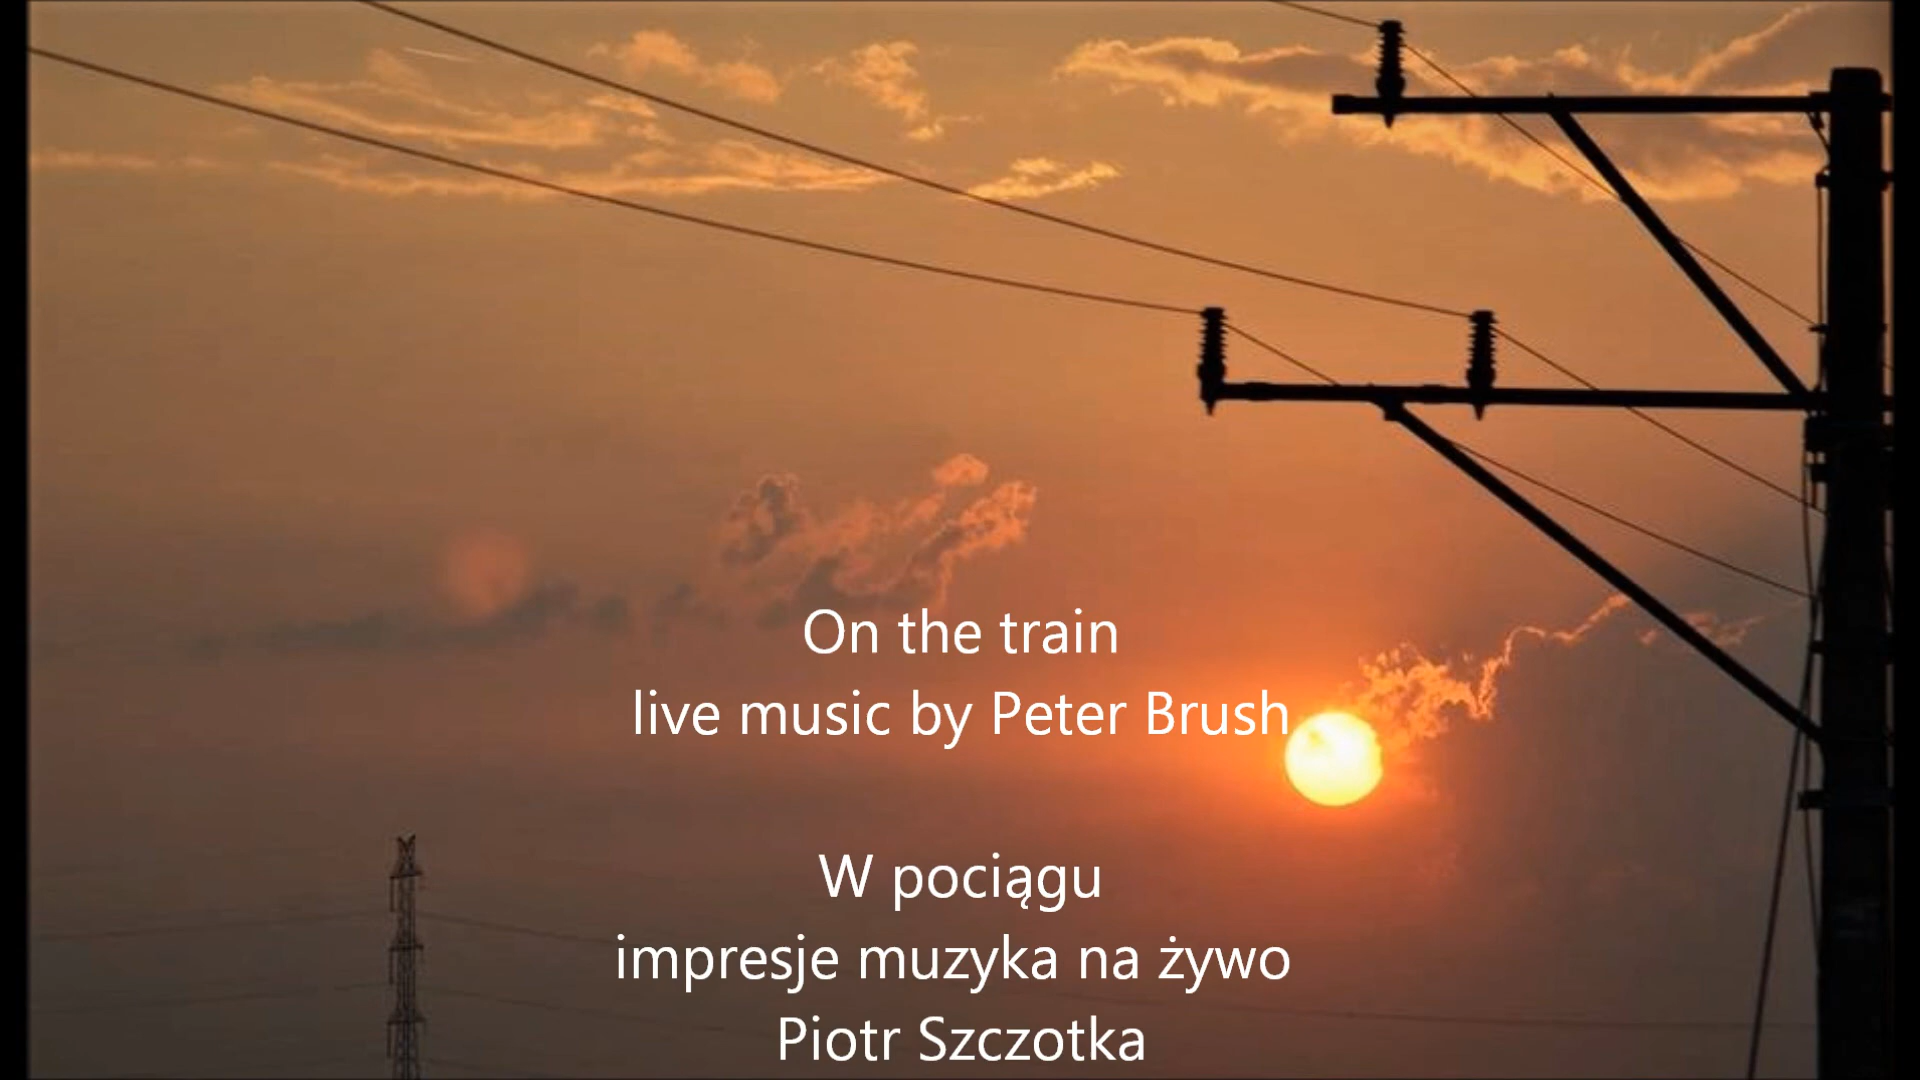 On the train
live music by Peter Brush
W pociągu
impresje muzyka na żywo
Piotr Szczotka